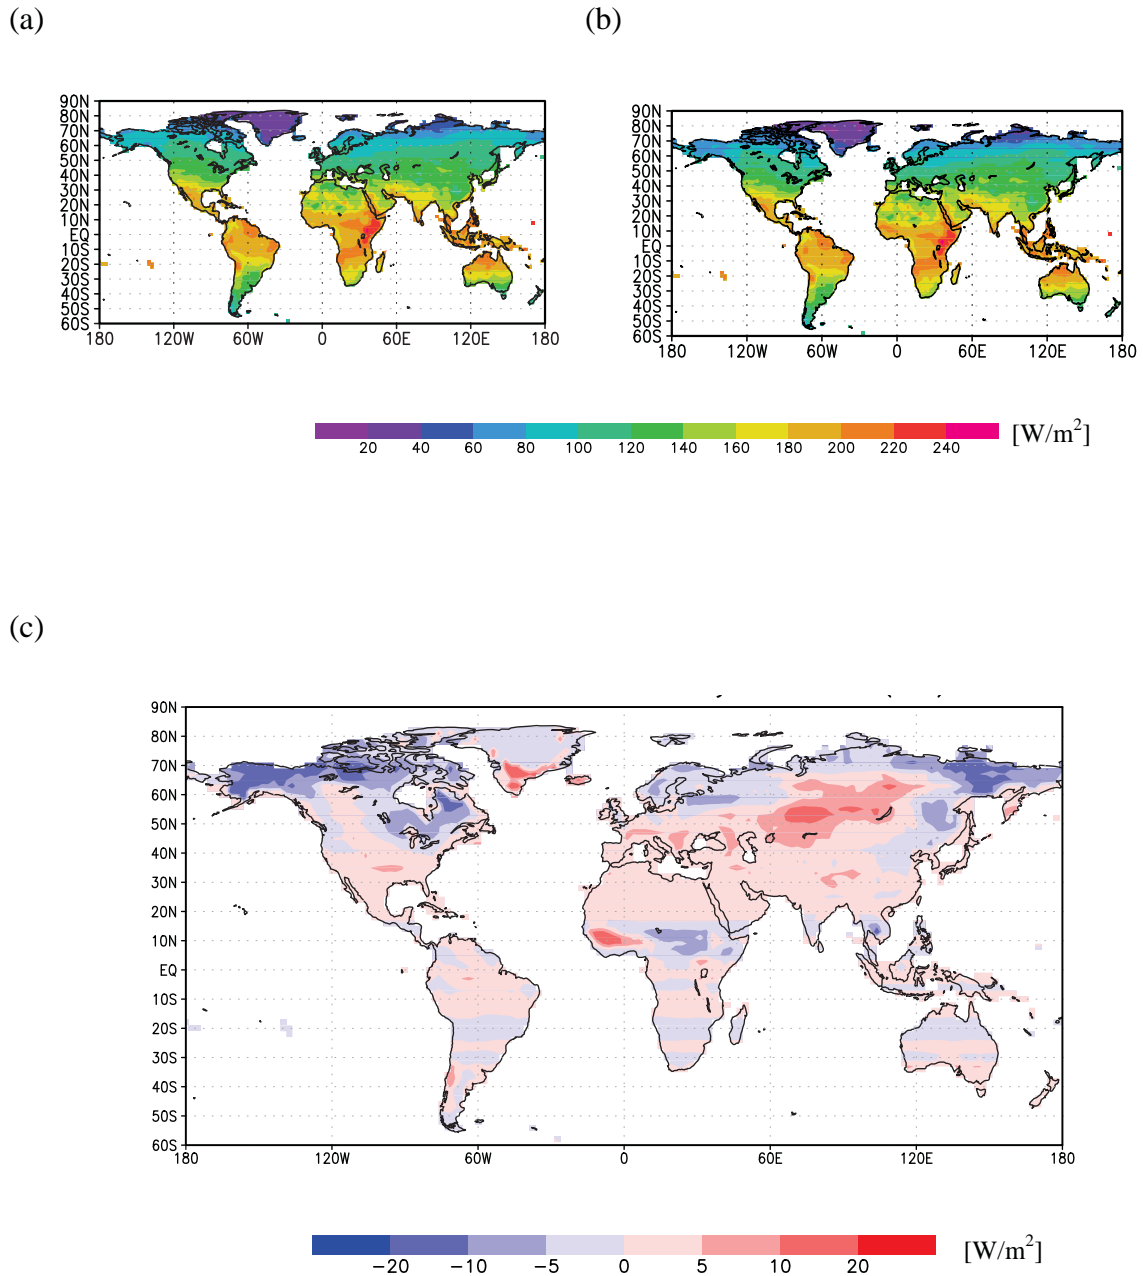 (a)
(b)
90N
80N
70N
60N
50N
40N
30N
20N
10N
EQ
10S
20S
30S
40S
50S
60S
180 120W 60W 0 60E 120E 180
90N
80N
70N
60N
50N
40N
30N
20N
10N
EQ
10S
20S
30S
40S
50S
60S
180 120W 60W 0 60E 120E 180
20 40 60 80 100 120 140 160 180 200 220 240
[W/m²]
(c)
90N
80N
70N
60N
50N
40N
30N
20N
10N
EQ
10S
20S
30S
40S
50S
60S
180 120W 60W 0 60E 120E 180
−20 −10 −5 0 5 10 20
[W/m²]